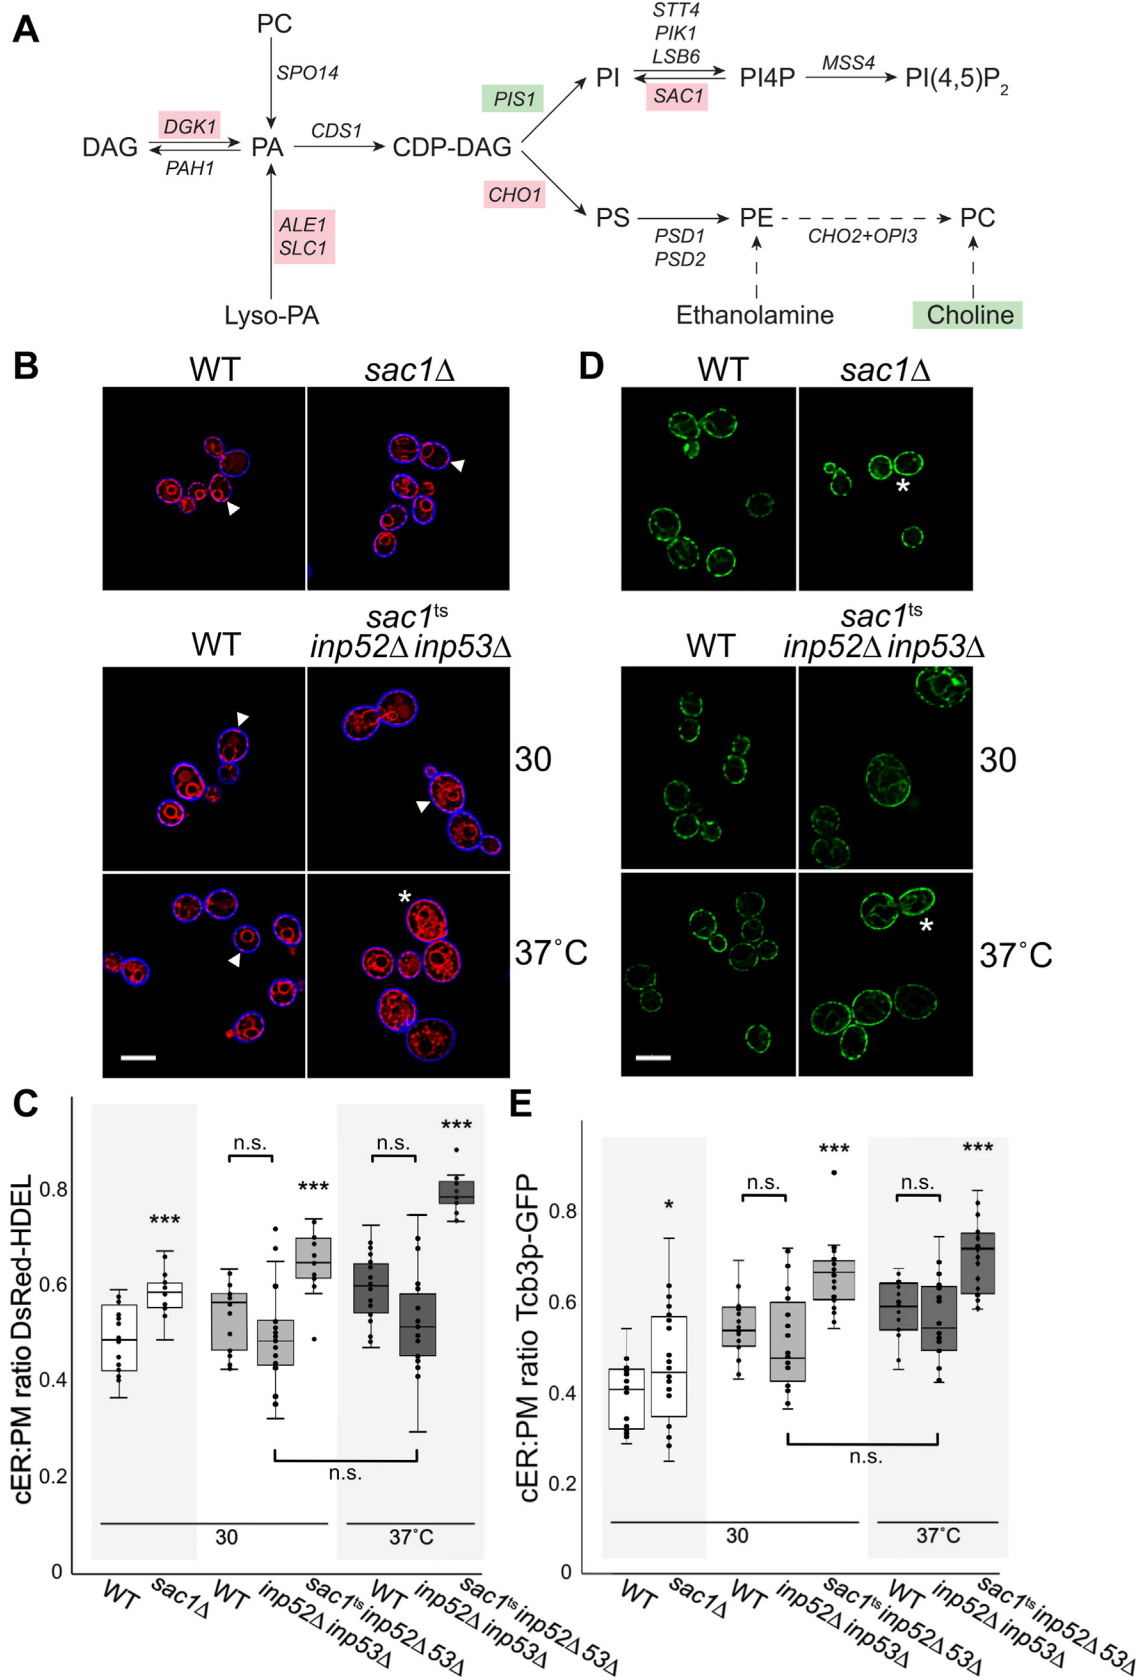 A
PC
SPO14
DAG
DGK1
PAH1
PA
CDS1
CDP-DAG
ALE1
SLC1
Lyso-PA
PIS1
CHO1
PI
STT4
PIK1
LSB6
SAC1
PI4P
MSS4
PI(4,5)P2
PS
PSD1
PSD2
PE
CHO2+OPI3
PC
Ethanolamine
Choline
B
WT
sac1Δ
WT
sac1ts
inp52Δ inp53Δ
30
*
37˚C
D
WT
sac1Δ
*
WT
sac1ts
inp52Δ inp53Δ
30
*
37˚C
C
cER:PM ratio DsRed-HDEL
0.8
0.6
0.4
0.2
0
***
n.s.
***
n.s.
***
n.s.
30
37˚C
WT
sac1Δ
WT
inp52Δ inp53Δ
sac1ts inp52Δ 53Δ
WT
inp52Δ inp53Δ
sac1ts inp52Δ 53Δ
E
cER:PM ratio Tcb3p-GFP
0.8
0.6
0.4
0.2
0
*
n.s.
***
n.s.
***
n.s.
30
37˚C
WT
sac1Δ
WT
inp52Δ inp53Δ
sac1ts inp52Δ 53Δ
WT
inp52Δ inp53Δ
sac1ts inp52Δ 53Δ